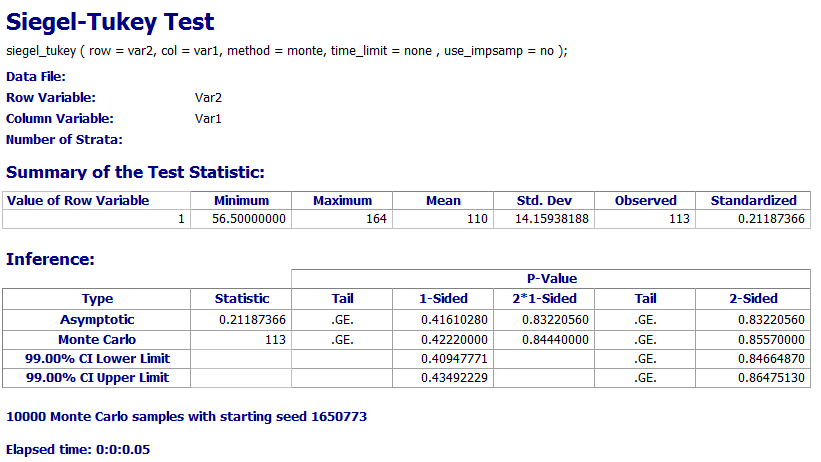 Siegel-Tukey Test
siegel_tukey ( row = var2, col = var1, method = monte, time_limit = none , use_impsamp = no );
Data File:
Row Variable: Var2
Column Variable: Var1
Number of Strata:
Summary of the Test Statistic:
Value of Row Variable Minimum Maximum Mean Std. Dev Observed Standardized
1 56.50000000 164 110 14.15938188 113 0.21187366
Inference:
P-Value
Type Statistic Tail 1-Sided 2*1-Sided Tail 2-Sided
Asymptotic 0.21187366 .GE. 0.41610280 0.83220560 .GE. 0.83220560
Monte Carlo 113 .GE. 0.42220000 0.84440000 .GE. 0.85570000
99.00% CI Lower Limit 0.40947771 .GE. 0.84664870
99.00% CI Upper Limit 0.43492229 .GE. 0.86475130
10000 Monte Carlo samples with starting seed 1650773
Elapsed time: 0:0:0.05